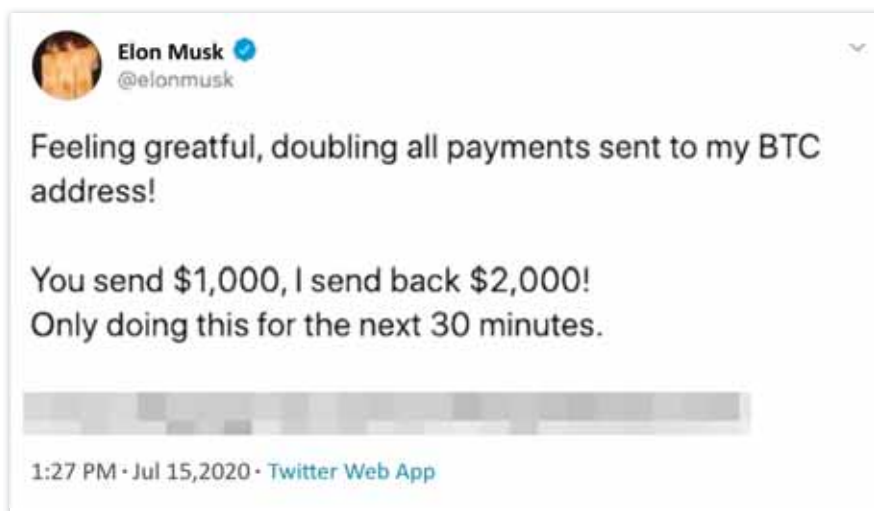 Elon Musk
@elonmusk
Feeling greatful, doubling all payments sent to my BTC
address!
You send $1,000, I send back $2,000!
Only doing this for the next 30 minutes.
1:27 PM · Jul 15,2020 · Twitter Web App